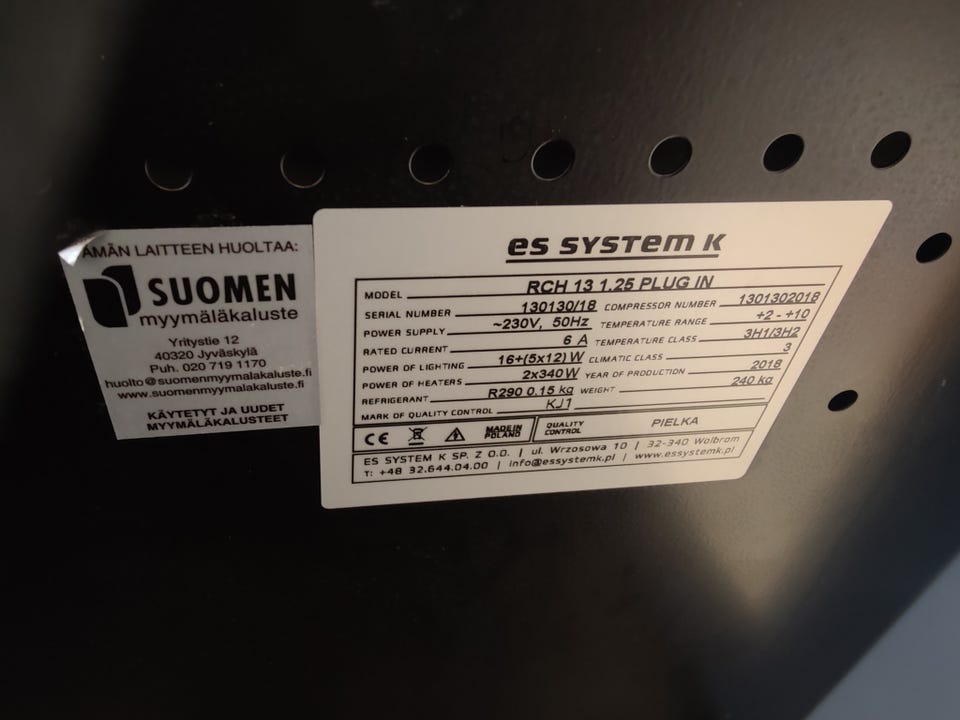 TÄMÄN LAITTEEN HUOLTAA:
SUOMEN
myymäläkaluste
Yritystie 12
40320 Jyväskylä
Puh. 020 719 1170
huolto@suomenmyymalakaluste.fi
www.suomenmyymalakaluste.fi
KÄYTETYT JA UUDET
MYYMÄLÄKALUSTEET
es system k
MODEL RCH 13 1.25 PLUG IN
SERIAL NUMBER 130130/18 COMPRESSOR NUMBER 1301302018
POWER SUPPLY ~230V, 50Hz TEMPERATURE RANGE +2 - +10
RATED CURRENT 6 A TEMPERATURE CLASS 3H1/3H2
POWER OF LIGHTING 16+(5x12) W CLIMATIC CLASS 3
POWER OF HEATERS 2x340 W YEAR OF PRODUCTION 2018
REFRIGERANT R290 0.15 kg WEIGHT 240 kg
MARK OF QUALITY CONTROL KJ1
CE MADE IN POLAND QUALITY CONTROL PIELKA
ES SYSTEM K SP. Z O.O. | ul. Wrzosowa 10 | 32-340 Wolbrom
T: +48 32.644.04.00 | info@essystemk.pl | www.essystemk.pl